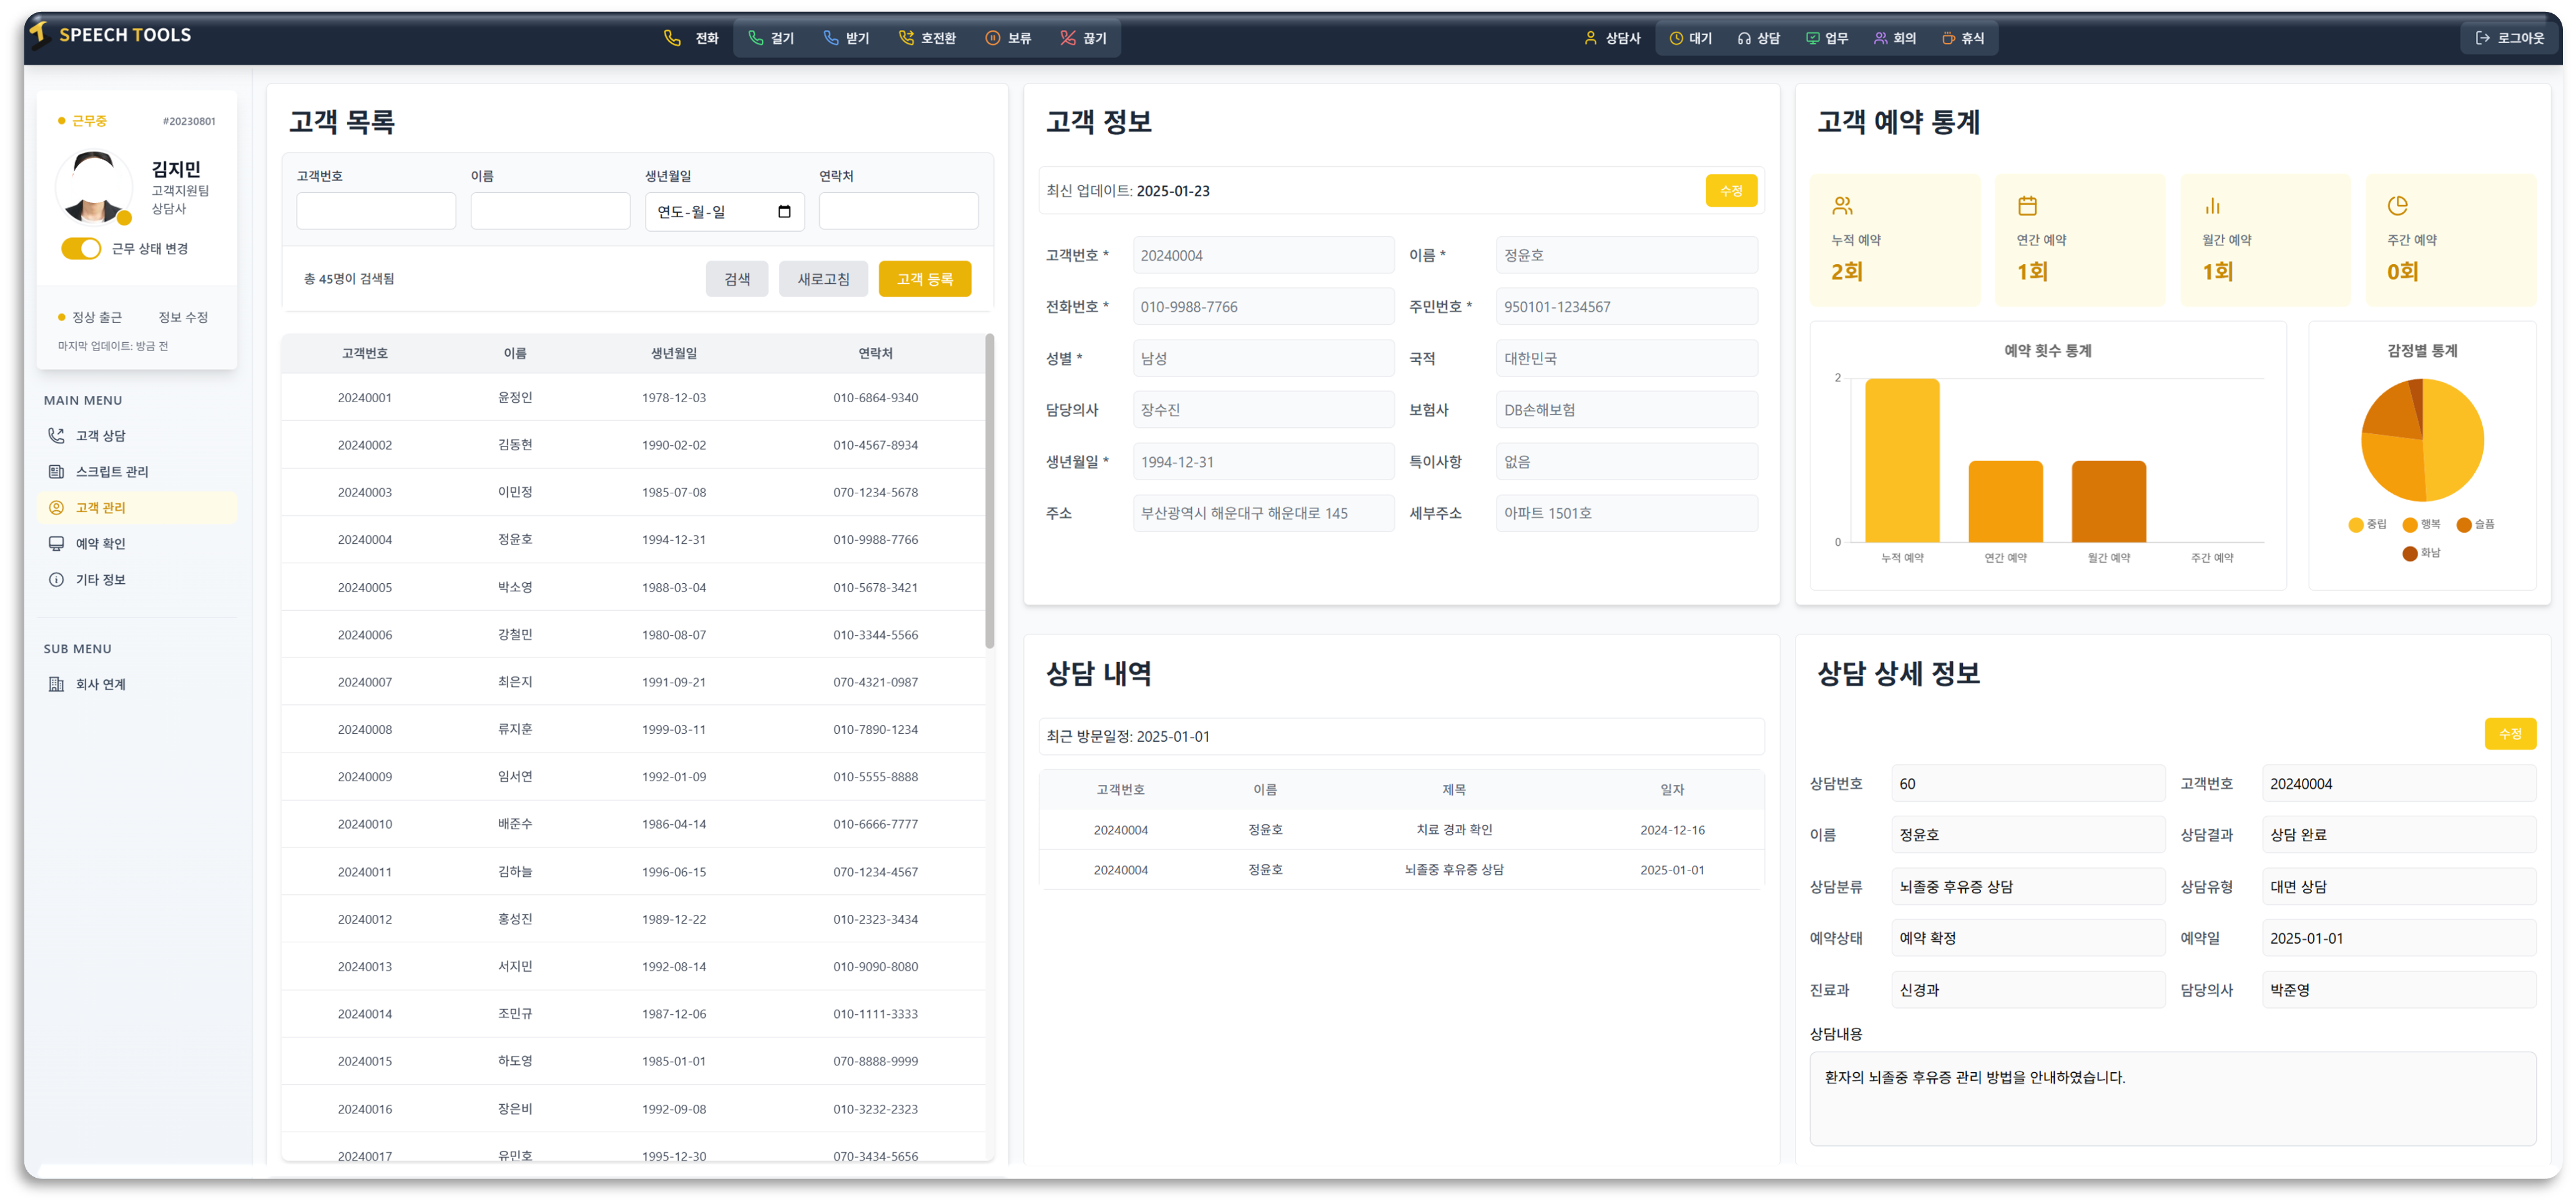 SPEECH TOOLS
전화 걸기 받기 호전환 보류 끊기
상담사 대기 상담 업무 회의 휴식
로그아웃
근무중 #20230801
김지민
고객지원팀
상담사
근무 상태 변경
정상 출근 정보 수정
마지막 업데이트: 방금 전
MAIN MENU
고객 상담
스크립트 관리
고객 관리
예약 확인
기타 정보
SUB MENU
회사 연계
고객 목록
고객번호 이름 생년월일 연락처
연도-월-일
총 45명이 검색됨 검색 새로고침 고객 등록
고객번호 이름 생년월일 연락처
20240001 윤정인 1978-12-03 010-6864-9340
20240002 김동현 1990-02-02 010-4567-8934
20240003 이민정 1985-07-08 070-1234-5678
20240004 정윤호 1994-12-31 010-9988-7766
20240005 박소영 1988-03-04 010-5678-3421
20240006 강철민 1980-08-07 010-3344-5566
20240007 최은지 1991-09-21 070-4321-0987
20240008 류지훈 1999-03-11 010-7890-1234
20240009 임서연 1992-01-09 010-5555-8888
20240010 배준수 1986-04-14 010-6666-7777
20240011 김하늘 1996-06-15 070-1234-4567
20240012 홍성진 1989-12-22 010-2323-3434
20240013 서지민 1992-08-14 010-9090-8080
20240014 조민규 1987-12-06 010-1111-3333
20240015 하도영 1985-01-01 070-8888-9999
20240016 장은비 1992-09-08 010-3232-2323
20240017 유민호 1995-12-30 070-3434-5656
고객 정보
최신 업데이트: 2025-01-23 수정
고객번호 * 20240004 이름 * 정윤호
전화번호 * 010-9988-7766 주민번호 * 950101-1234567
성별 * 남성 국적 대한민국
담당의사 장수진 보험사 DB손해보험
생년월일 * 1994-12-31 특이사항 없음
주소 부산광역시 해운대구 해운대로 145 세부주소 아파트 1501호
고객 예약 통계
누적 예약 연간 예약 월간 예약 주간 예약
2회 1회 1회 0회
예약 횟수 통계
2
0
누적 예약 연간 예약 월간 예약 주간 예약
감정별 통계
중립 행복 슬픔
화남
상담 내역
최근 방문일정: 2025-01-01
고객번호 이름 제목 일자
20240004 정윤호 치료 경과 확인 2024-12-16
20240004 정윤호 뇌졸중 후유증 상담 2025-01-01
상담 상세 정보
수정
상담번호 60 고객번호 20240004
이름 정윤호 상담결과 상담 완료
상담분류 뇌졸중 후유증 상담 상담유형 대면 상담
예약상태 예약 확정 예약일 2025-01-01
진료과 신경과 담당의사 박준영
상담내용
환자의 뇌졸중 후유증 관리 방법을 안내하였습니다.